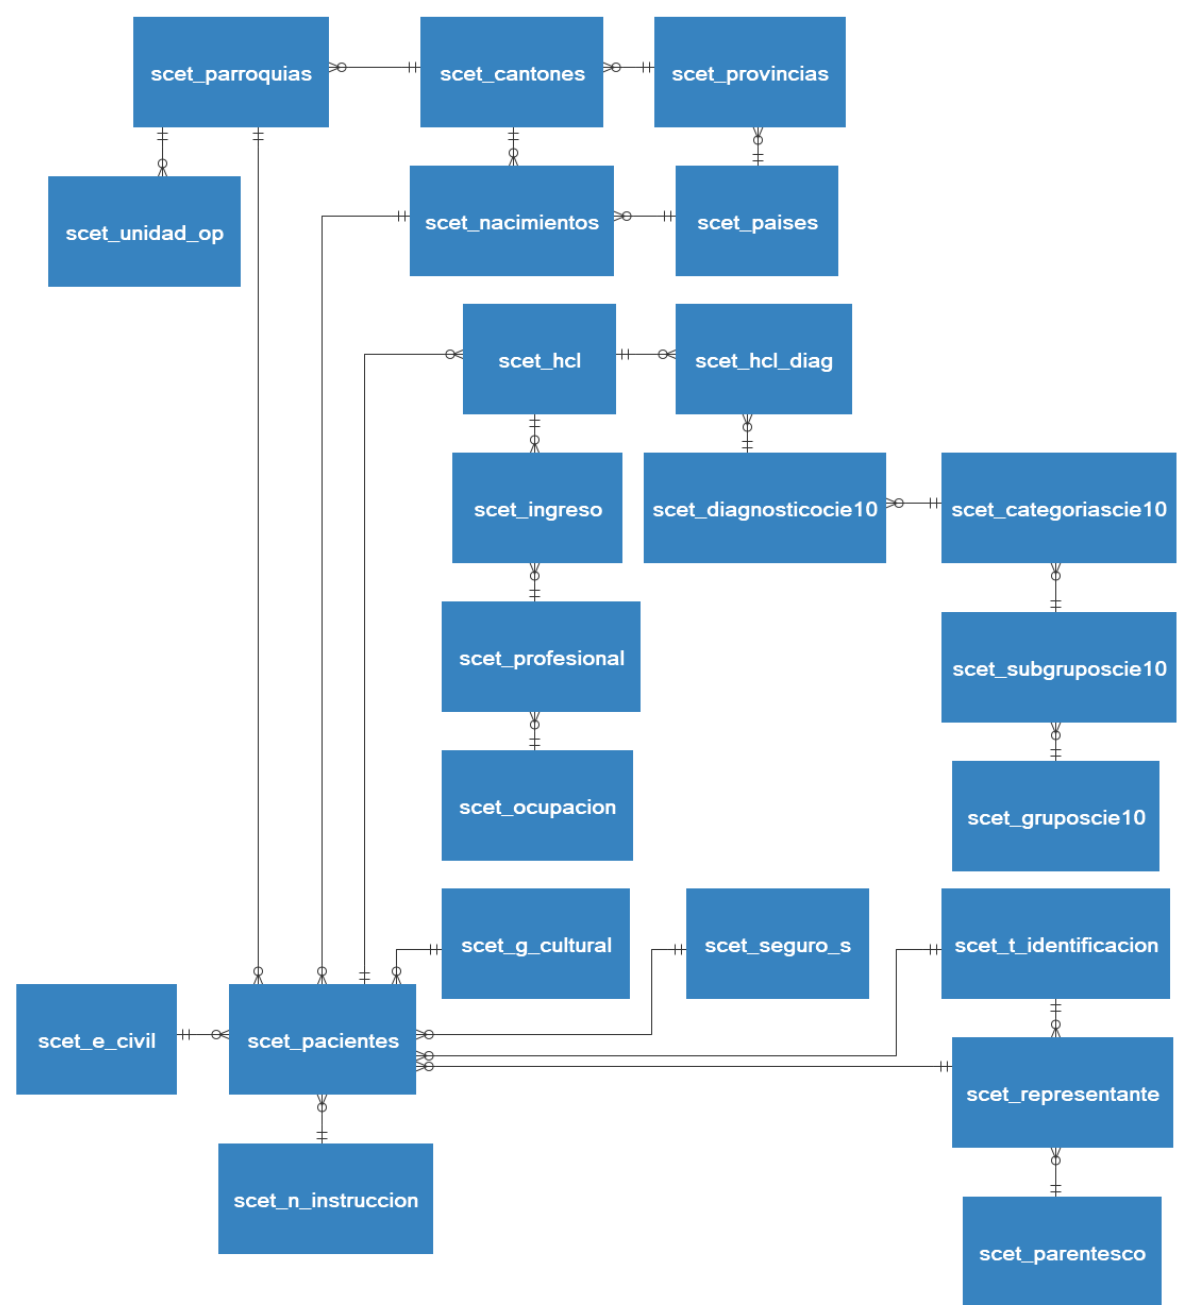 scet_parroquias
scet_cantones
scet_provincias
scet_unidad_op
scet_nacimientos
scet_paises
scet_hcl
scet_hcl_diag
scet_ingreso
scet_diagnosticocie10
scet_categoriascie10
scet_profesional
scet_subgruposcie10
scet_ocupacion
scet_gruposcie10
scet_g_cultural
scet_seguro_s
scet_t_identificacion
scet_e_civil
scet_pacientes
scet_representante
scet_n_instruccion
scet_parentesco